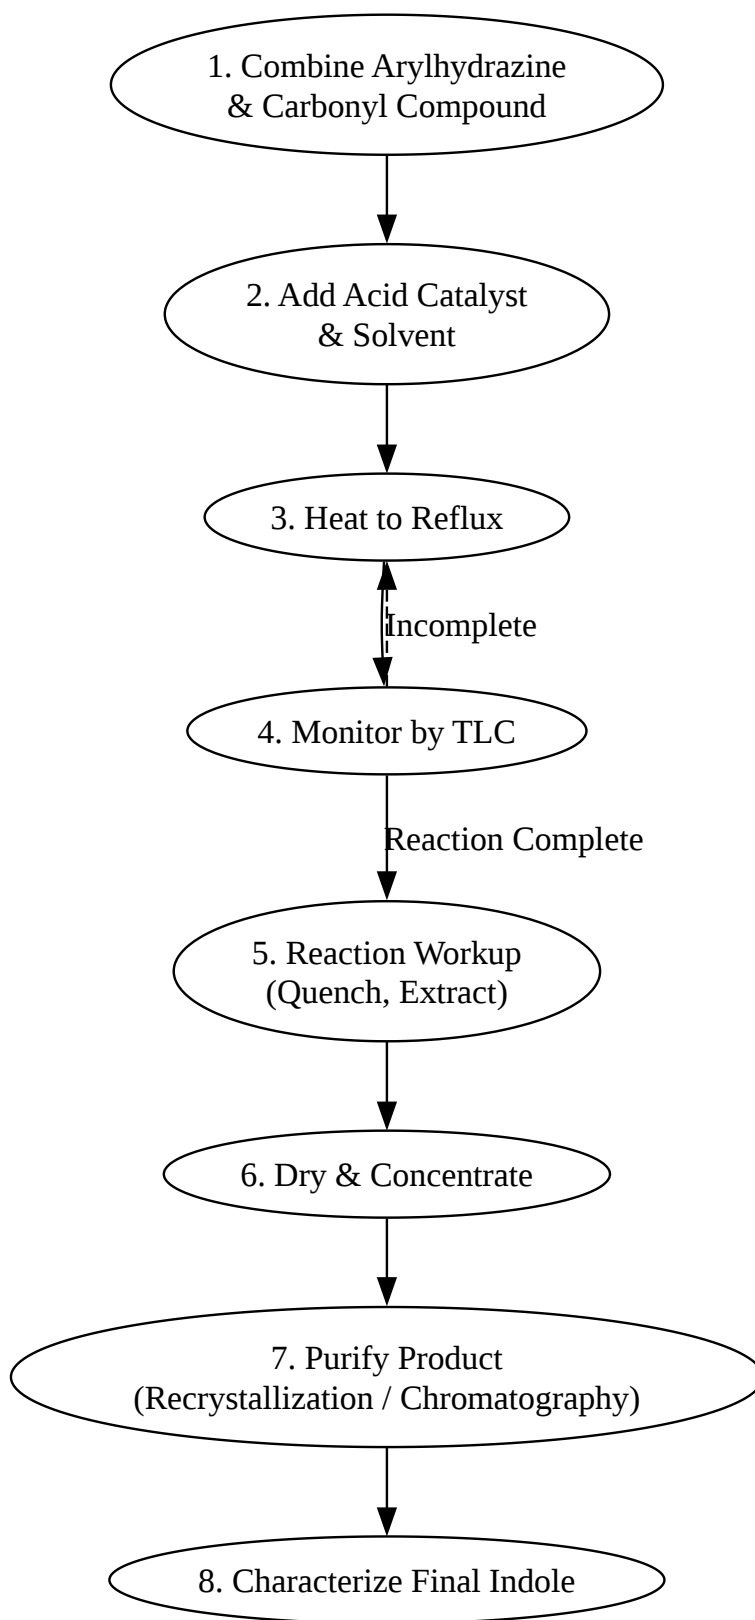 1. Combine Arylhydrazine
& Carbonyl Compound
2. Add Acid Catalyst
& Solvent
3. Heat to Reflux
Incomplete
4. Monitor by TLC
Reaction Complete
5. Reaction Workup
(Quench, Extract)
6. Dry & Concentrate
7. Purify Product
(Recrystallization / Chromatography)
8. Characterize Final Indole